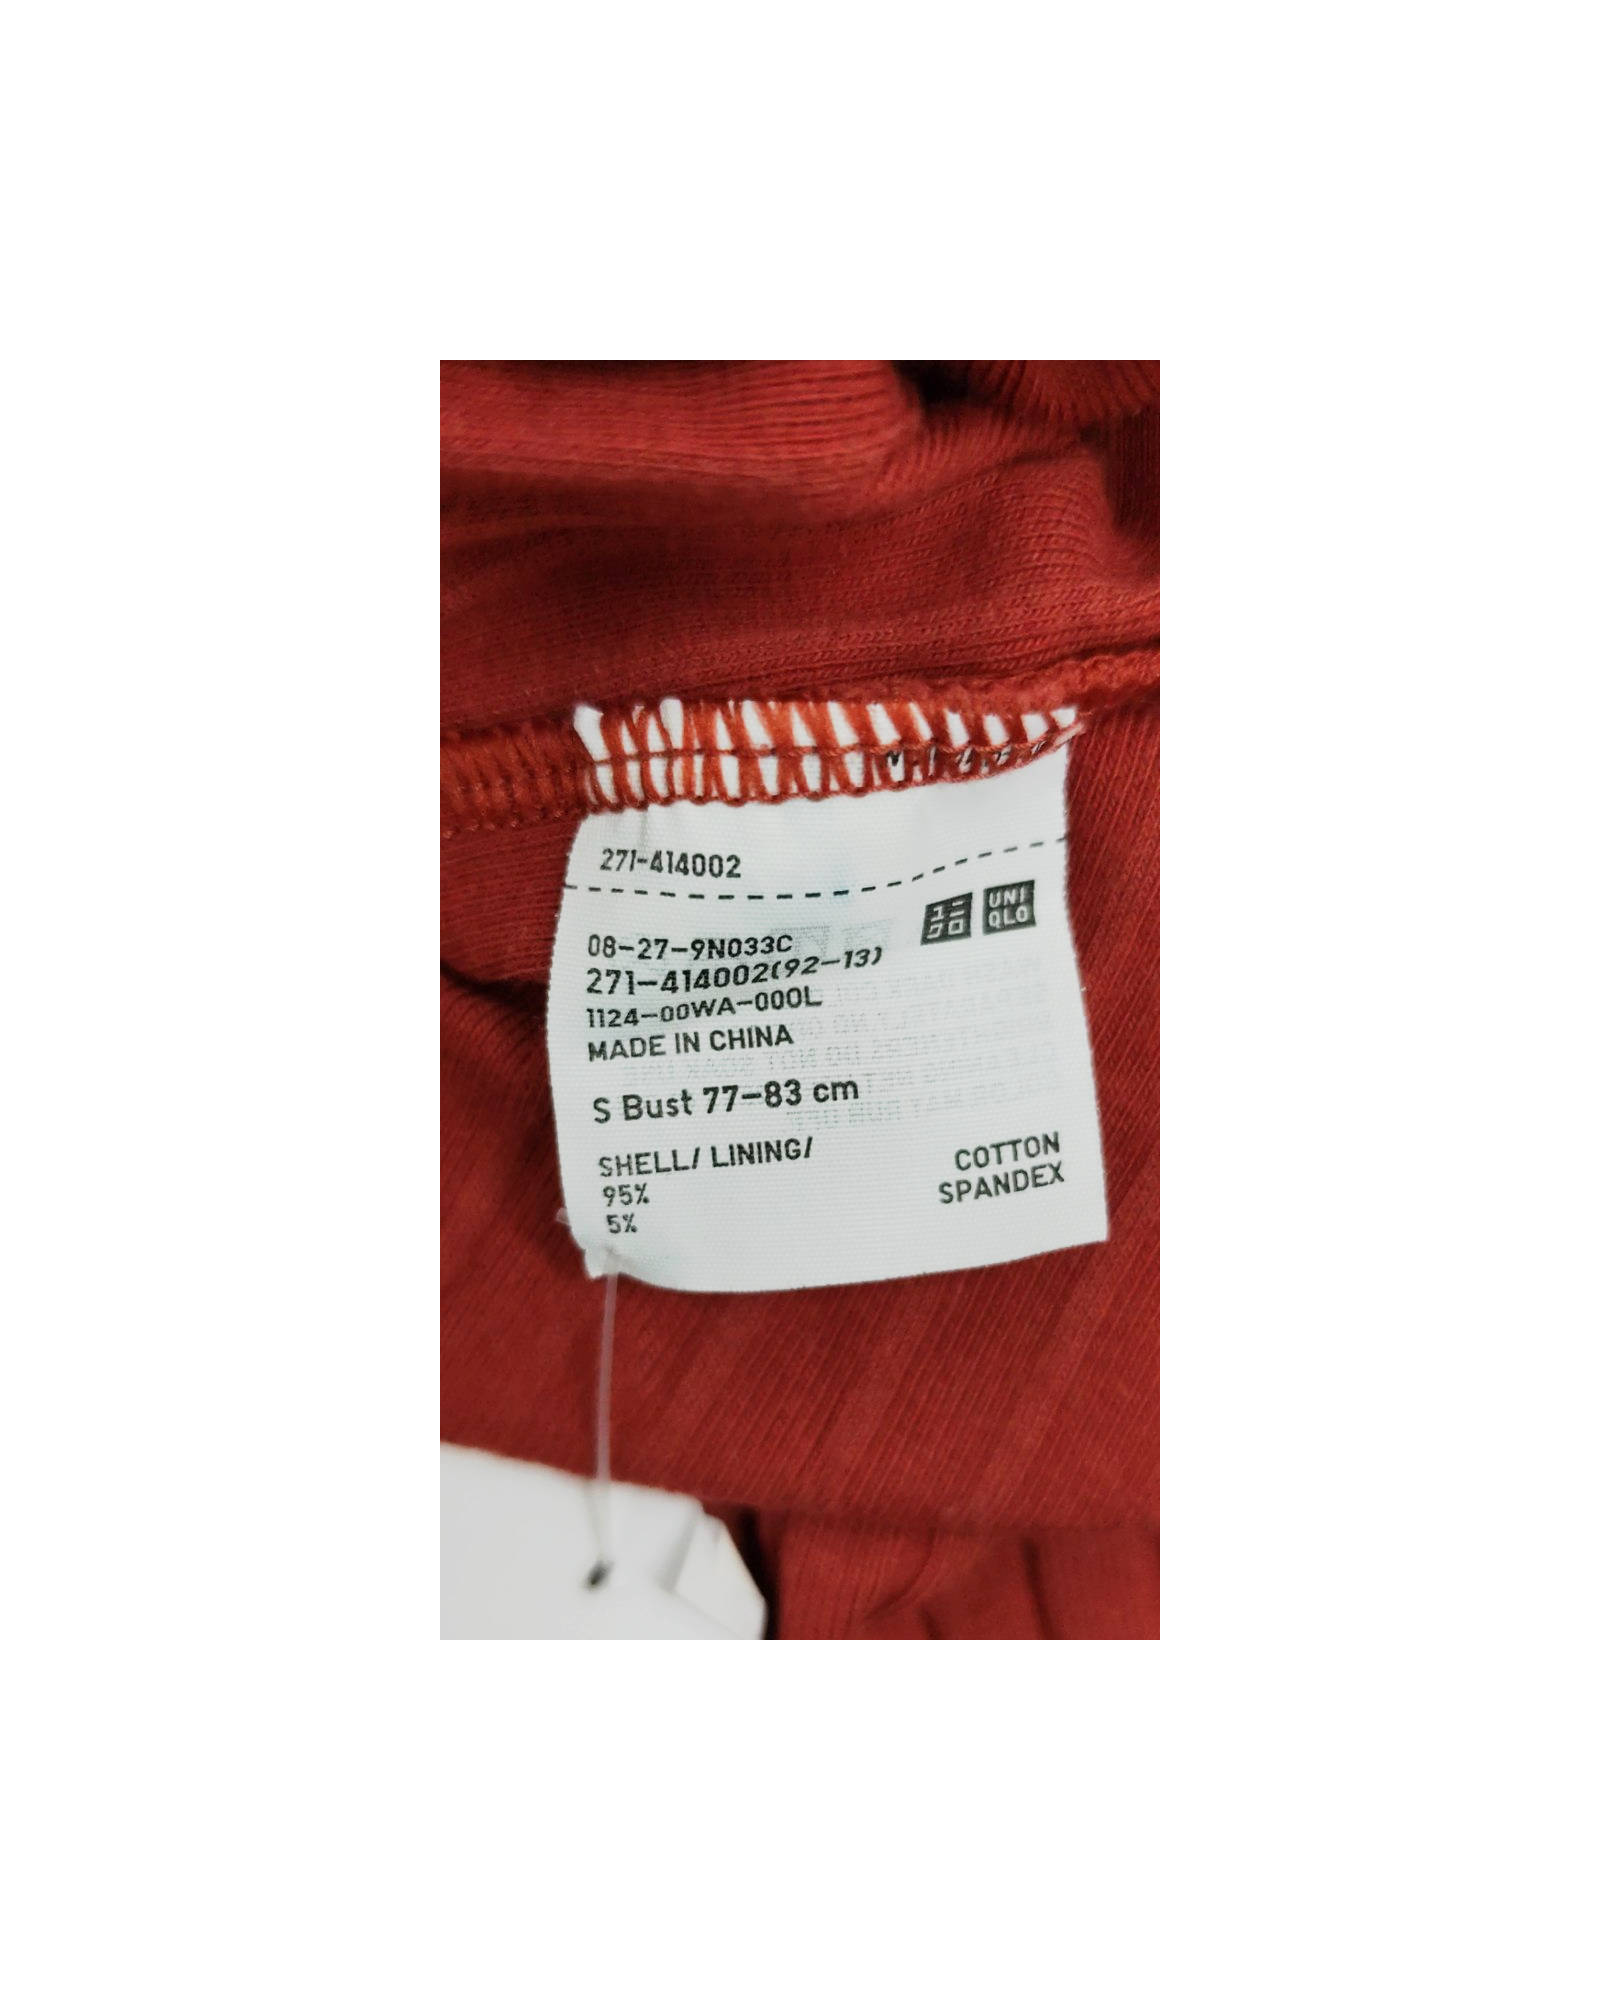 271-414002
ユニ
クロ
UNI
QLO
08-27-9N033C
271-414002(92-13)
1124-00WA-000L
MADE IN CHINA
S Bust 77-83 cm
SHELL/ LINING/
95% COTTON
5% SPANDEX